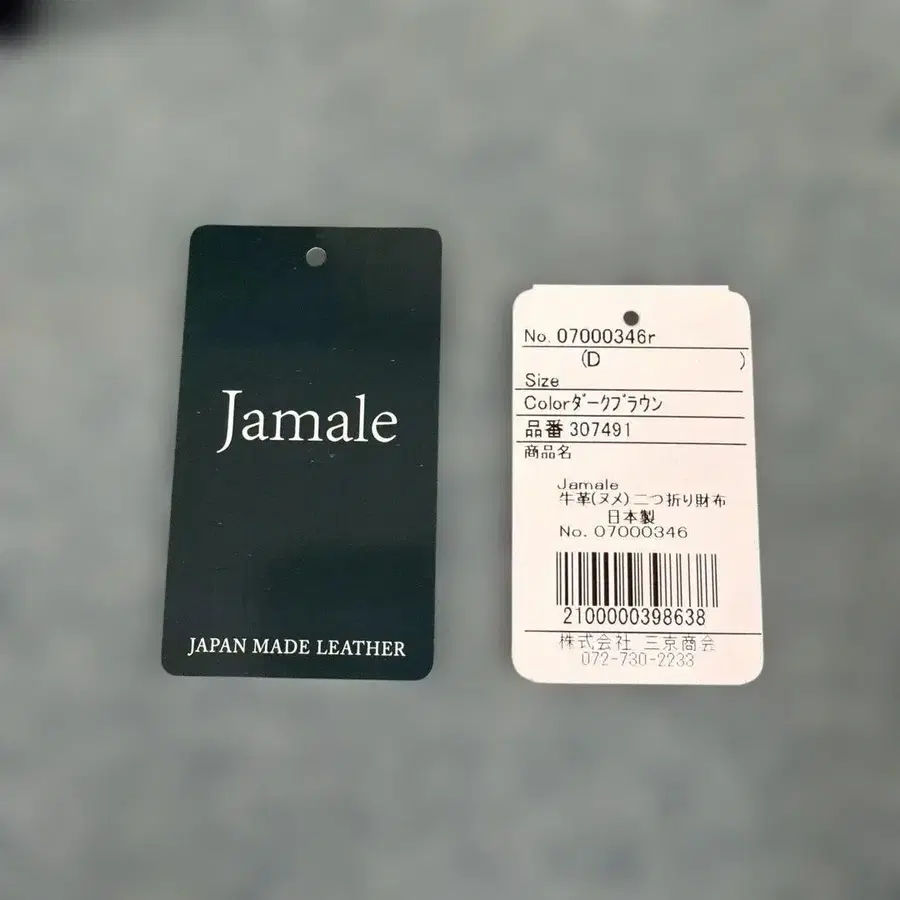 Jamale
JAPAN MADE LEATHER
No. 07000346r
(D )
Size
Colorﾀﾞｰｸﾌﾞﾗｳﾝ
品番 307491
商品名
Jamale
牛革(ヌメ)二つ折り財布
日本製
No. 07000346
2100000398638
株式会社 三京商会
072-730-2233